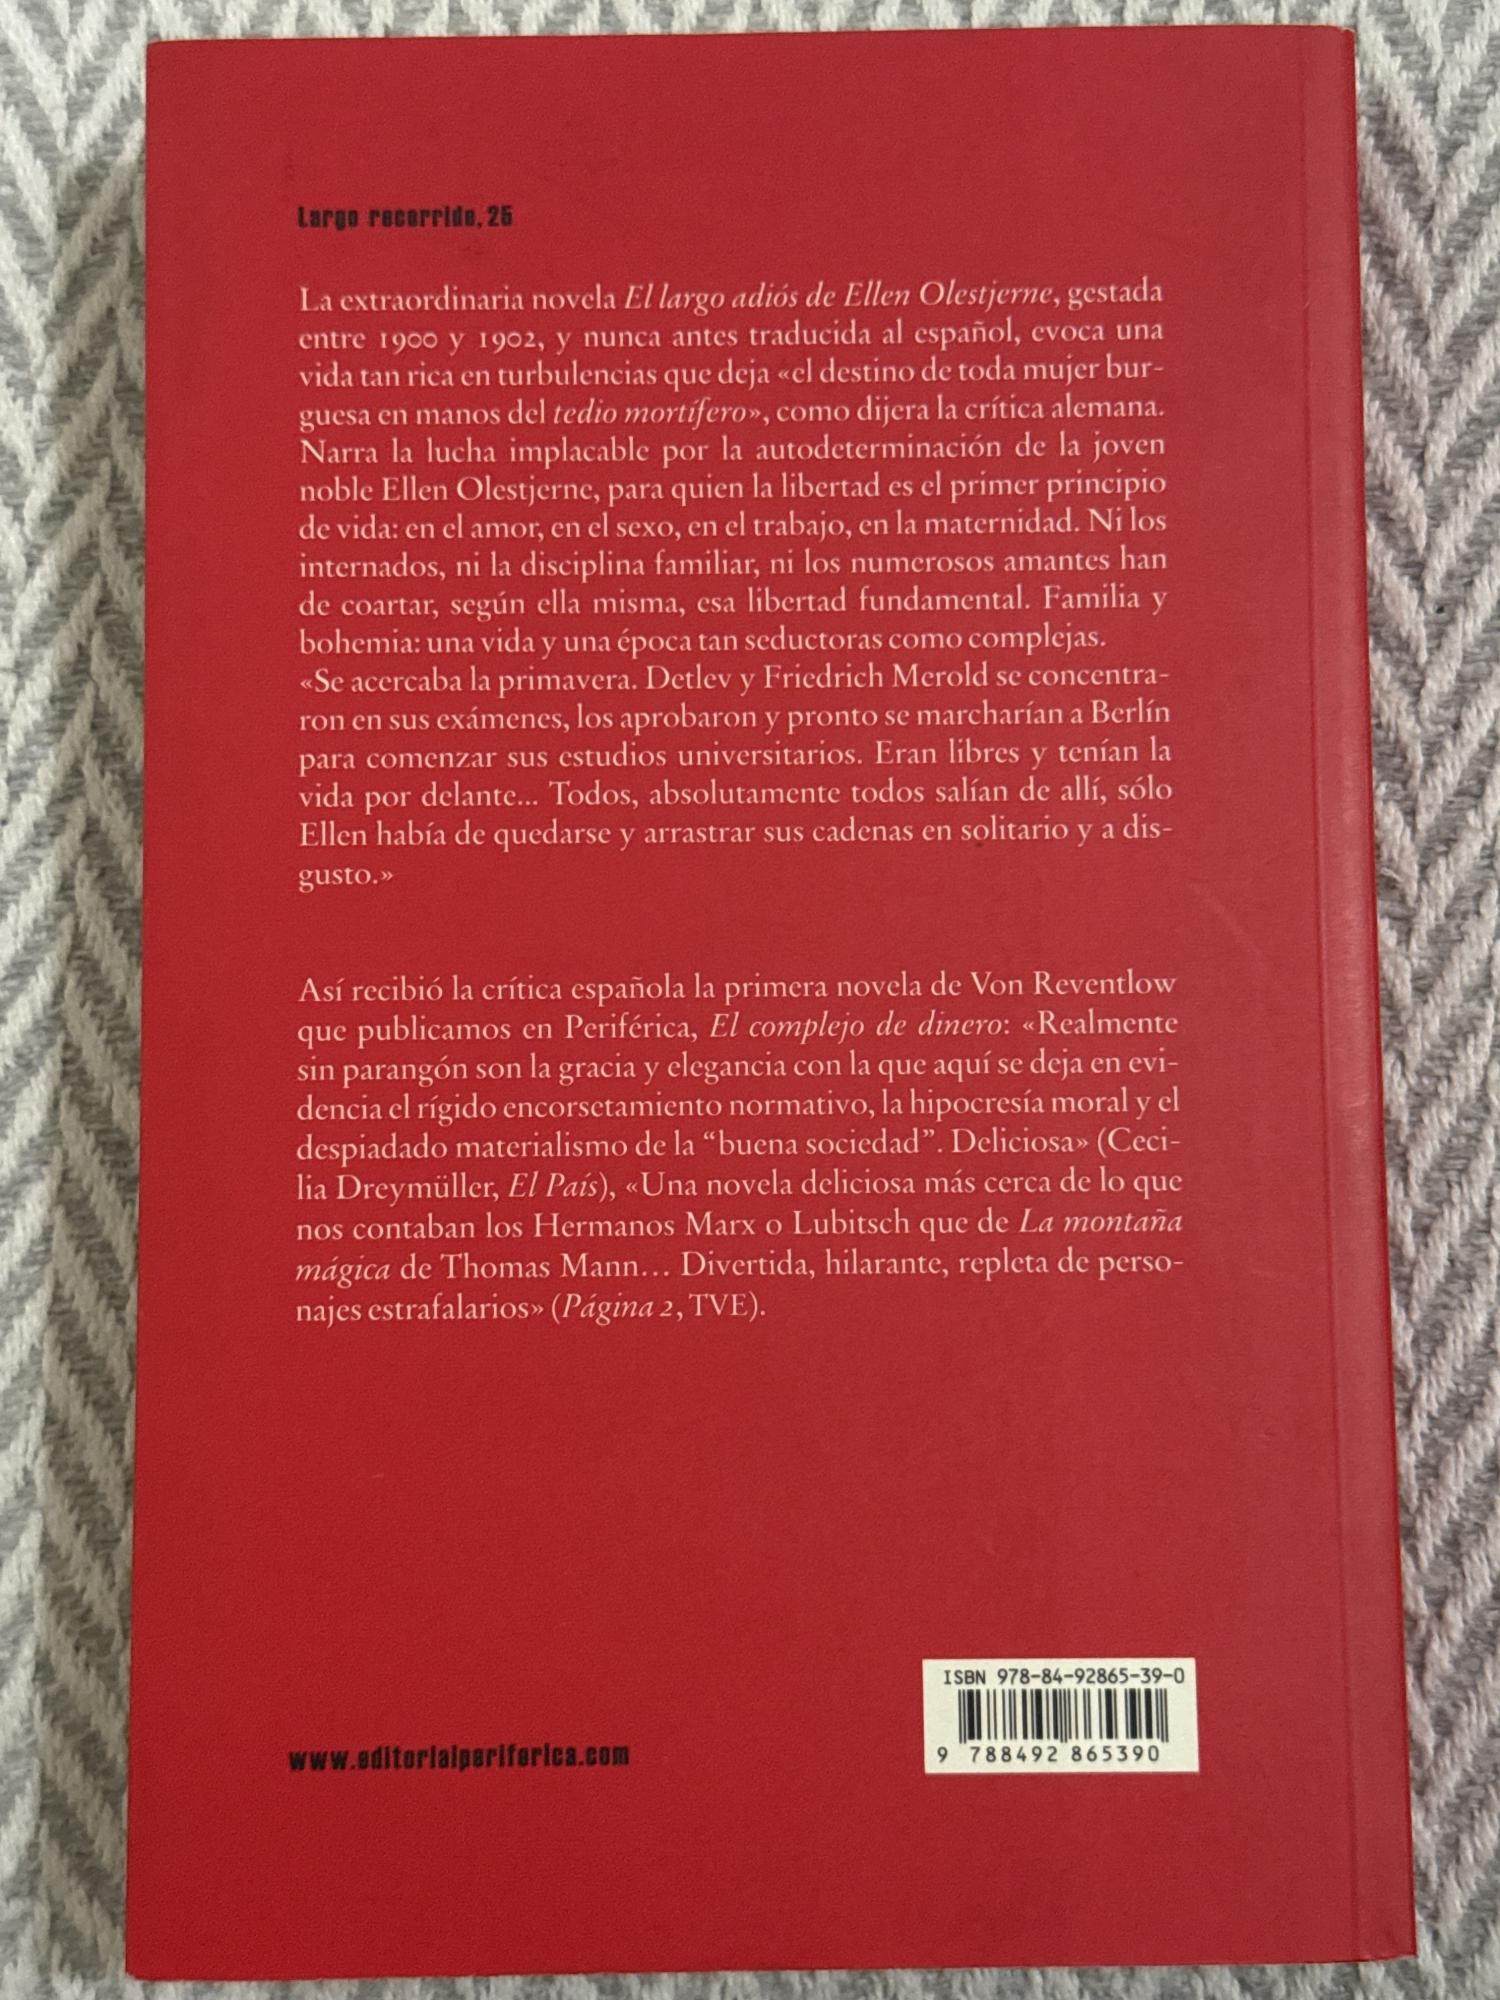 Largo recorrido, 25
La extraordinaria novela El largo adiós de Ellen Olestjerne, gestada
entre 1900 y 1902, y nunca antes traducida al español, evoca una
vida tan rica en turbulencias que deja «el destino de toda mujer bur-
guesa en manos del tedio mortífero», como dijera la crítica alemana.
Narra la lucha implacable por la autodeterminación de la joven
noble Ellen Olestjerne, para quien la libertad es el primer principio
de vida: en el amor, en el sexo, en el trabajo, en la maternidad. Ni los
internados, ni la disciplina familiar, ni los numerosos amantes han
de coartar, según ella misma, esa libertad fundamental. Familia y
bohemia: una vida y una época tan seductoras como complejas.
«Se acercaba la primavera. Detlev y Friedrich Merold se concentra-
ron en sus exámenes, los aprobaron y pronto se marcharían a Berlín
para comenzar sus estudios universitarios. Eran libres y tenían la
vida por delante... Todos, absolutamente todos salían de allí, sólo
Ellen había de quedarse y arrastrar sus cadenas en solitario y a dis-
gusto.»
Así recibió la crítica española la primera novela de Von Reventlow
que publicamos en Periférica, El complejo de dinero: «Realmente
sin parangón son la gracia y elegancia con la que aquí se deja en evi-
dencia el rígido encorsetamiento normativo, la hipocresía moral y el
despiadado materialismo de la “buena sociedad”. Deliciosa» (Ceci-
lia Dreymüller, El País), «Una novela deliciosa más cerca de lo que
nos contaban los Hermanos Marx o Lubitsch que de La montaña
mágica de Thomas Mann... Divertida, hilarante, repleta de perso-
najes estrafalarios» (Página 2, TVE).
ISBN 978-84-92865-39-0
9 788492 865390
www.editorialperiferica.com